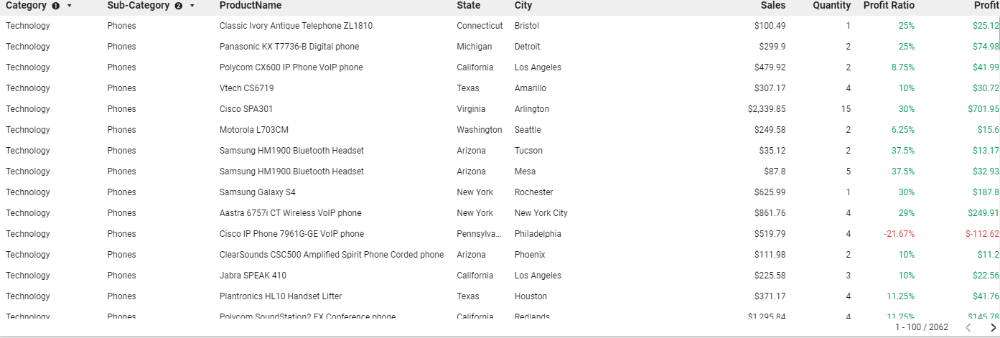 Category 1 Sub-Category 2 ProductName State City Sales Quantity Profit Ratio Profit
Technology Phones Classic Ivory Antique Telephone ZL1810 Connecticut Bristol $100.49 1 25% $25.12
Technology Phones Panasonic KX T7736-B Digital phone Michigan Detroit $299.9 2 25% $74.98
Technology Phones Polycom CX600 IP Phone VoIP phone California Los Angeles $479.92 2 8.75% $41.99
Technology Phones Vtech CS6719 Texas Amarillo $307.17 4 10% $30.72
Technology Phones Cisco SPA301 Virginia Arlington $2,339.85 15 30% $701.95
Technology Phones Motorola L703CM Washington Seattle $249.58 2 6.25% $15.6
Technology Phones Samsung HM1900 Bluetooth Headset Arizona Tucson $35.12 2 37.5% $13.17
Technology Phones Samsung HM1900 Bluetooth Headset Arizona Mesa $87.8 5 37.5% $32.93
Technology Phones Samsung Galaxy S4 New York Rochester $625.99 1 30% $187.8
Technology Phones Aastra 6757i CT Wireless VoIP phone New York New York City $861.76 4 29% $249.91
Technology Phones Cisco IP Phone 7961G-GE VoIP phone Pennsylva... Philadelphia $519.79 4 -21.67% $-112.62
Technology Phones ClearSounds CSC500 Amplified Spirit Phone Corded phone Arizona Phoenix $111.98 2 10% $11.2
Technology Phones Jabra SPEAK 410 California Los Angeles $225.58 3 10% $22.56
Technology Phones Plantronics HL10 Handset Lifter Texas Houston $371.17 4 11.25% $41.76
Technology Phones Polycom SoundStation2 EX Conference phone California Redlands $1,295.84 4 11.25% $145.78
1 - 100 / 2062